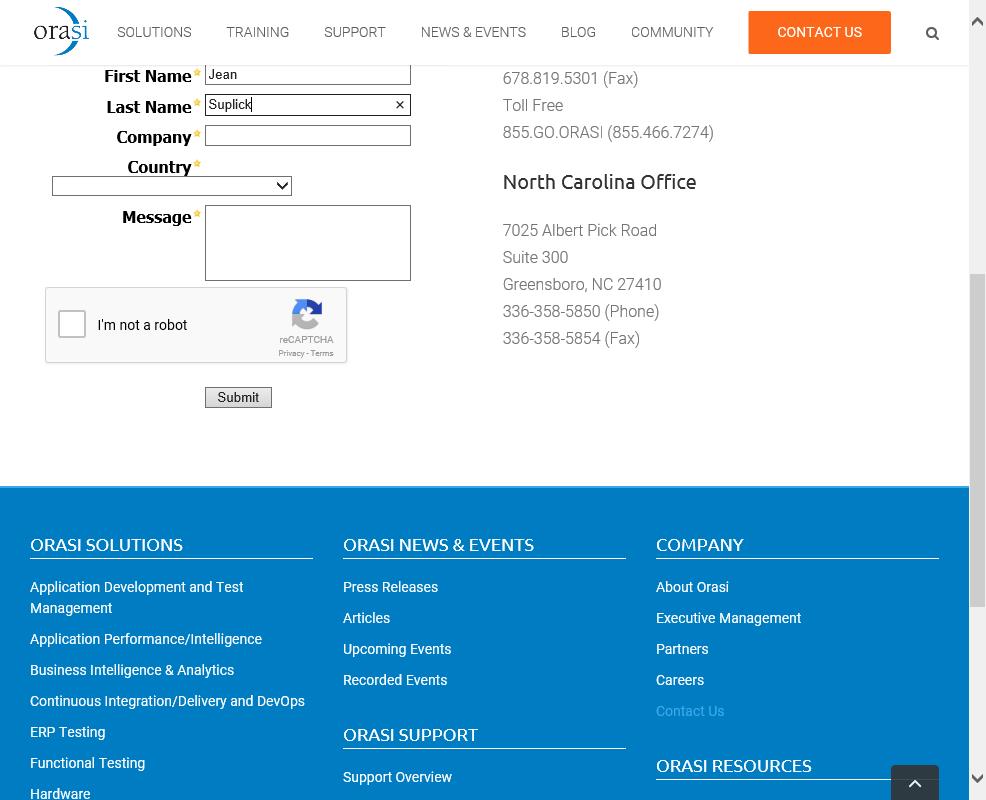 orasi
SOLUTIONS
TRAINING
SUPPORT
NEWS & EVENTS
BLOG
COMMUNITY
CONTACT US
First Name
Jean
Last Name
Suplick
Company
Country
Message
I'm not a robot
reCAPTCHA
Privacy - Terms
Submit
678.819.5301 (Fax)
Toll Free
855.GO.ORASI (855.466.7274)
North Carolina Office
7025 Albert Pick Road
Suite 300
Greensboro, NC 27410
336-358-5850 (Phone)
336-358-5854 (Fax)
ORASI SOLUTIONS
Application Development and Test
Management
Application Performance/Intelligence
Business Intelligence & Analytics
Continuous Integration/Delivery and DevOps
ERP Testing
Functional Testing
Hardware
ORASI NEWS & EVENTS
Press Releases
Articles
Upcoming Events
Recorded Events
ORASI SUPPORT
Support Overview
COMPANY
About Orasi
Executive Management
Partners
Careers
Contact Us
ORASI RESOURCES